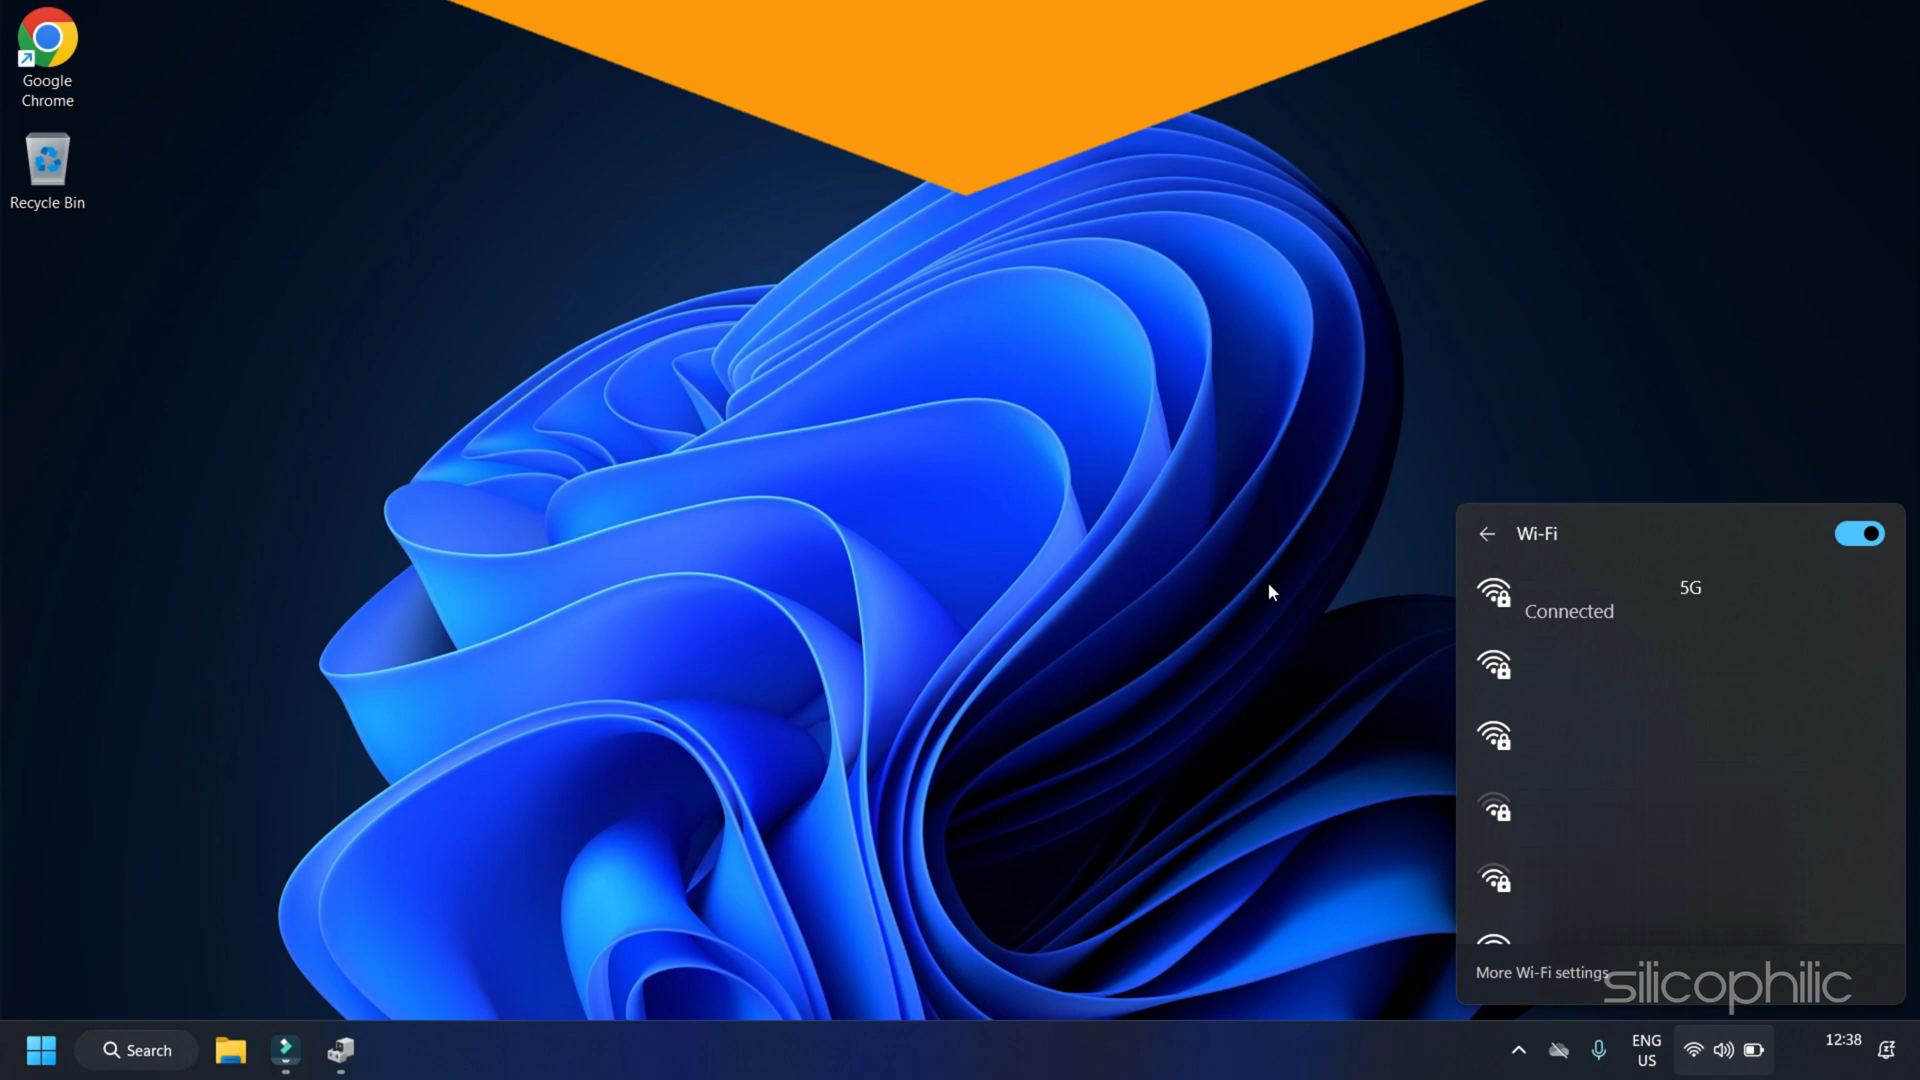 Google
Chrome
Recycle Bin
Wi-Fi
5G
Connected
More Wi-Fi settings
silicophilic
Search
ENG
US
12:38